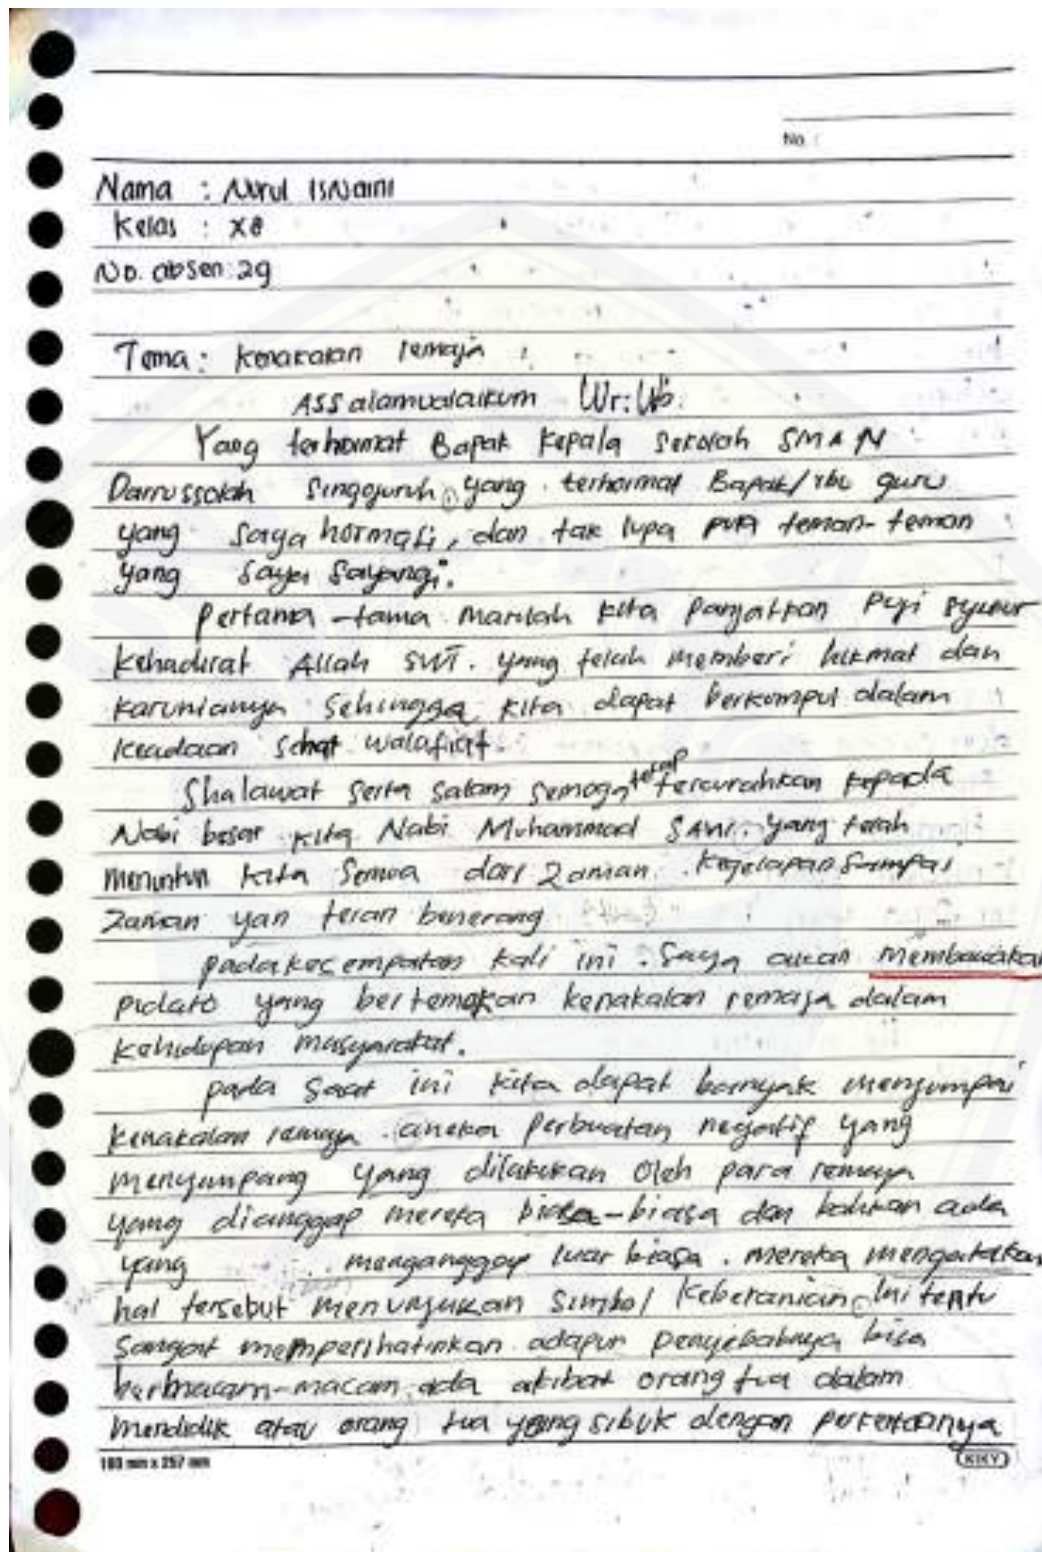 No. :
Nama : Nurul Isnaini
Kelas : X8
No. absen : 29
Tema : kenakalan remaja
Assalamualaikum Wr. Wb.
Yang terhormat Bapak kepala sekolah SMA N
Darrussolah Singojuruh, yang terhormat Bapak/ibu guru
yang saya hormati, dan tak lupa pula teman-teman
yang saya sayangi.
Pertama-tama marilah kita panjatkan puji syukur
kehadirat Allah SWT. yang telah memberi hikmat dan
karunianya sehingga kita dapat berkumpul dalam
keadaan sehat walafiat.
Shalawat serta salam semoga tetap tercurahkan kepada
Nabi besar kita Nabi Muhammad SAW. yang telah
menuntun kita semua dari zaman kegelapan sampai
zaman yan teran benerang
pada kesempatan kali ini. Saya akan membawakan
pidato yang bertemakan kenakalan remaja dalam
kehidupan masyarakat.
pada saat ini kita dapat banyak menjumpai
kenakalan remaja. aneka perbuatan negatif yang
menyimpang yang dilakukan oleh para remaja
yang dianggap mereka biasa-biasa dan bahkan ada
yang menganggap luar biasa. mereka mengatakan
hal tersebut menunjukan simbol keberanian, Ini tentu
sangat memperihatinkan adapun penyebabnya bisa
bermacam-macam, ada akibat orang tua dalam
mendidik atau orang tua yang sibuk dengan
180 mm x 257 mm
KIKY